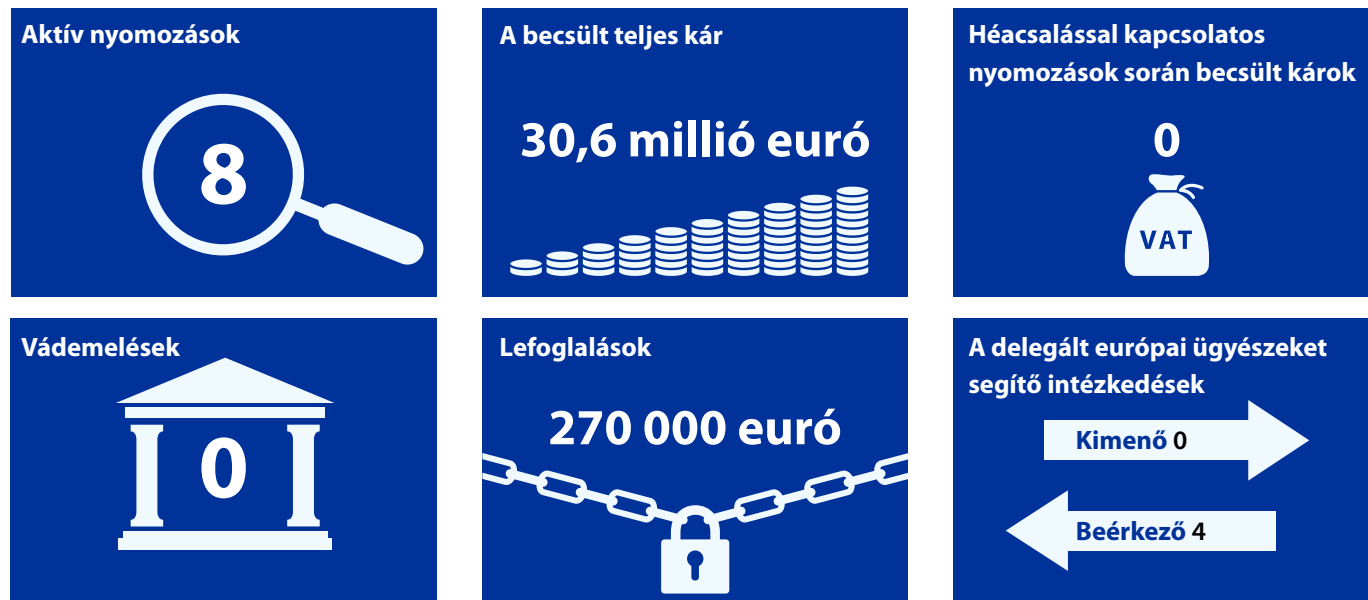 Aktív nyomozások
8
A becsült teljes kár
30,6 millió euró
Héacsalással kapcsolatos
nyomozások során becsült károk
0
VAT
Vádemelések
0
Lefoglalások
270 000 euró
A delegált európai ügyészeket
segítő intézkedések
Kimenő 0
Beérkező 4